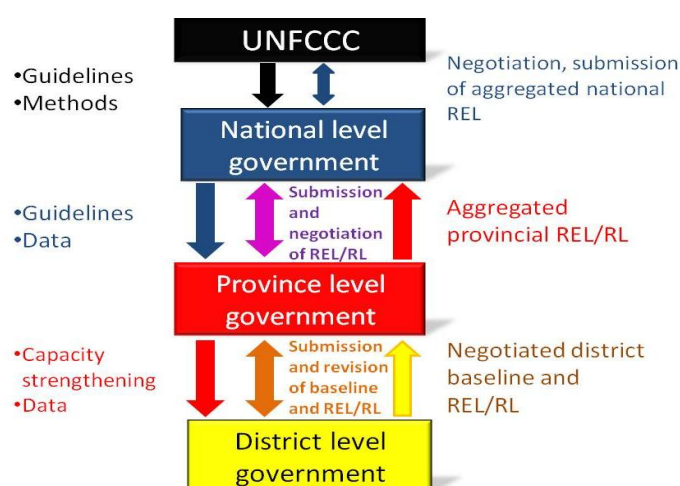 UNFCCC
•Guidelines
•Methods
Negotiation, submission
of aggregated national
REL
National level
government
•Guidelines
•Data
Submission
and
negotiation
of REL/RL
Aggregated
provincial REL/RL
Province level
government
•Capacity
strengthening
•Data
Submission
and revision
of baseline
and REL/RL
Negotiated district
baseline and
REL/RL
District level
government